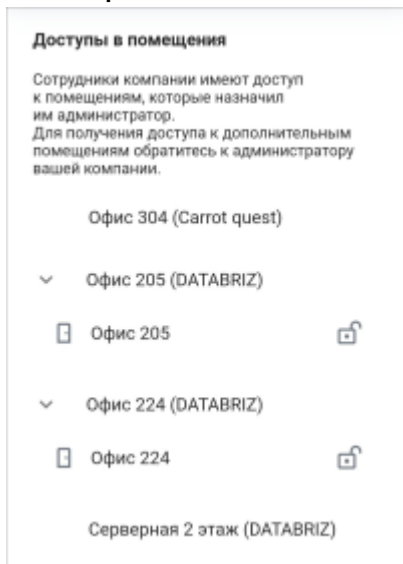 Доступы в помещения
Сотрудники компании имеют доступ
к помещениям, которые назначил
им администратор.
Для получения доступа к дополнительным
помещениям обратитесь к администратору
вашей компании.
Офис 304 (Carrot quest)
Офис 205 (DATABRIZ)
Офис 205
Офис 224 (DATABRIZ)
Офис 224
Серверная 2 этаж (DATABRIZ)